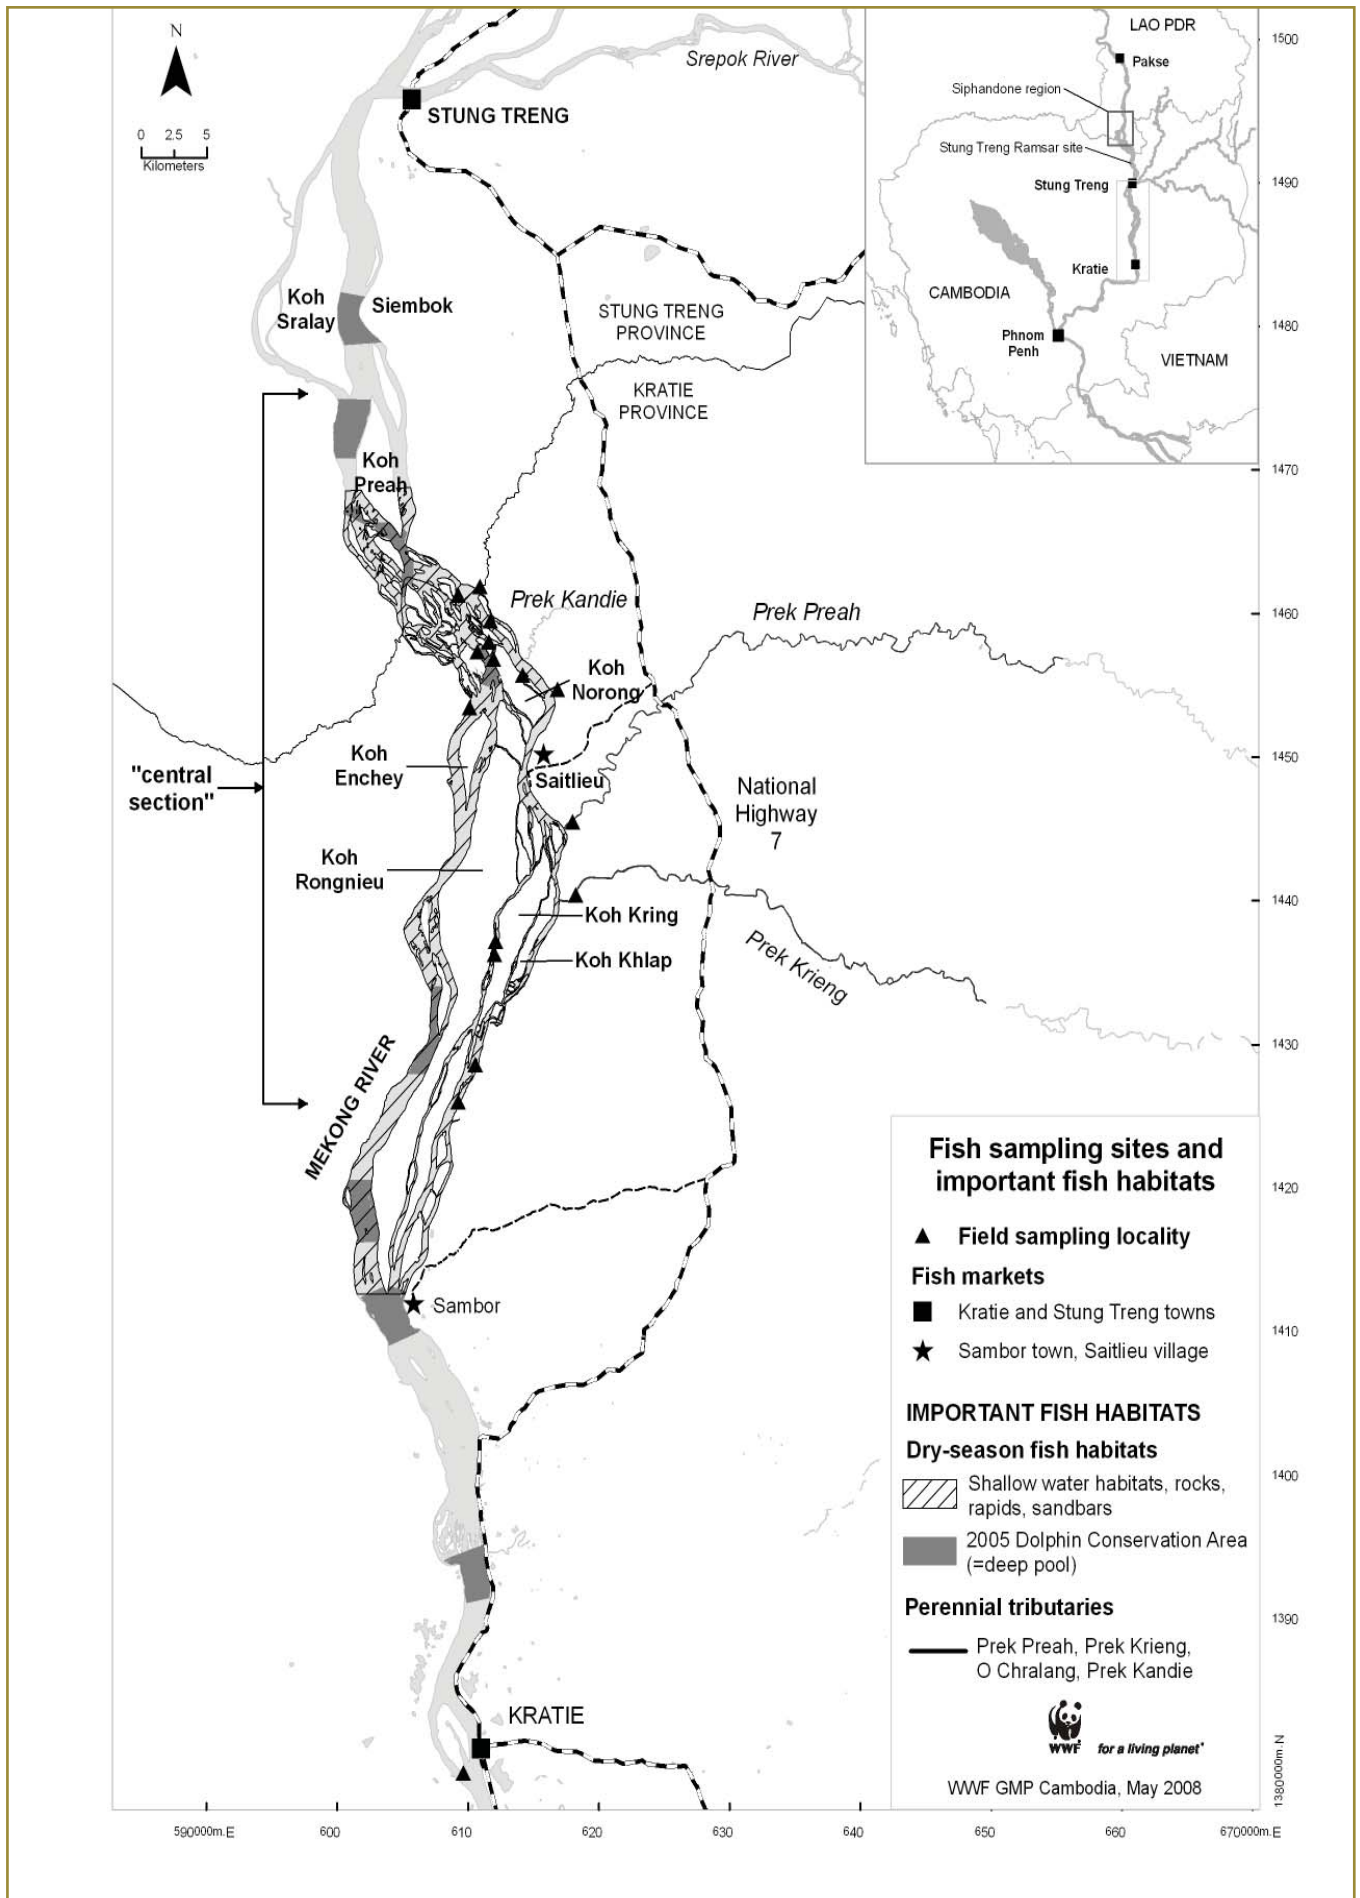 N
0 2.5 5
Kilometers
Srepok River
STUNG TRENG
LAO PDR
Pakse
Siphandone region
Stung Treng Ramsar site
Stung Treng
Kratie
CAMBODIA
Phnom
Penh
VIETNAM
1500
1490
1480
1470
1460
1450
1440
1430
1420
1410
1400
1390
1380000m.N
Koh
Sralay
Siembok
STUNG TRENG
PROVINCE
KRATIE
PROVINCE
Koh
Preah
Prek Kandie
Prek Preah
Koh
Norong
Koh
Enchey
"central
section"
Saitlieu
National
Highway
7
Koh
Rongnieu
Koh Kring
Koh Khlap
Prek Krieng
MEKONG RIVER
Sambor
KRATIE
Fish sampling sites and
important fish habitats
Field sampling locality
Fish markets
Kratie and Stung Treng towns
Sambor town, Saitlieu village
IMPORTANT FISH HABITATS
Dry-season fish habitats
Shallow water habitats, rocks,
rapids, sandbars
2005 Dolphin Conservation Area
(=deep pool)
Perennial tributaries
Prek Preah, Prek Krieng,
O Chralang, Prek Kandie
WWF for a living planet
WWF GMP Cambodia, May 2008
590000m.E 600 610 620 630 640 650 660 670000m.E